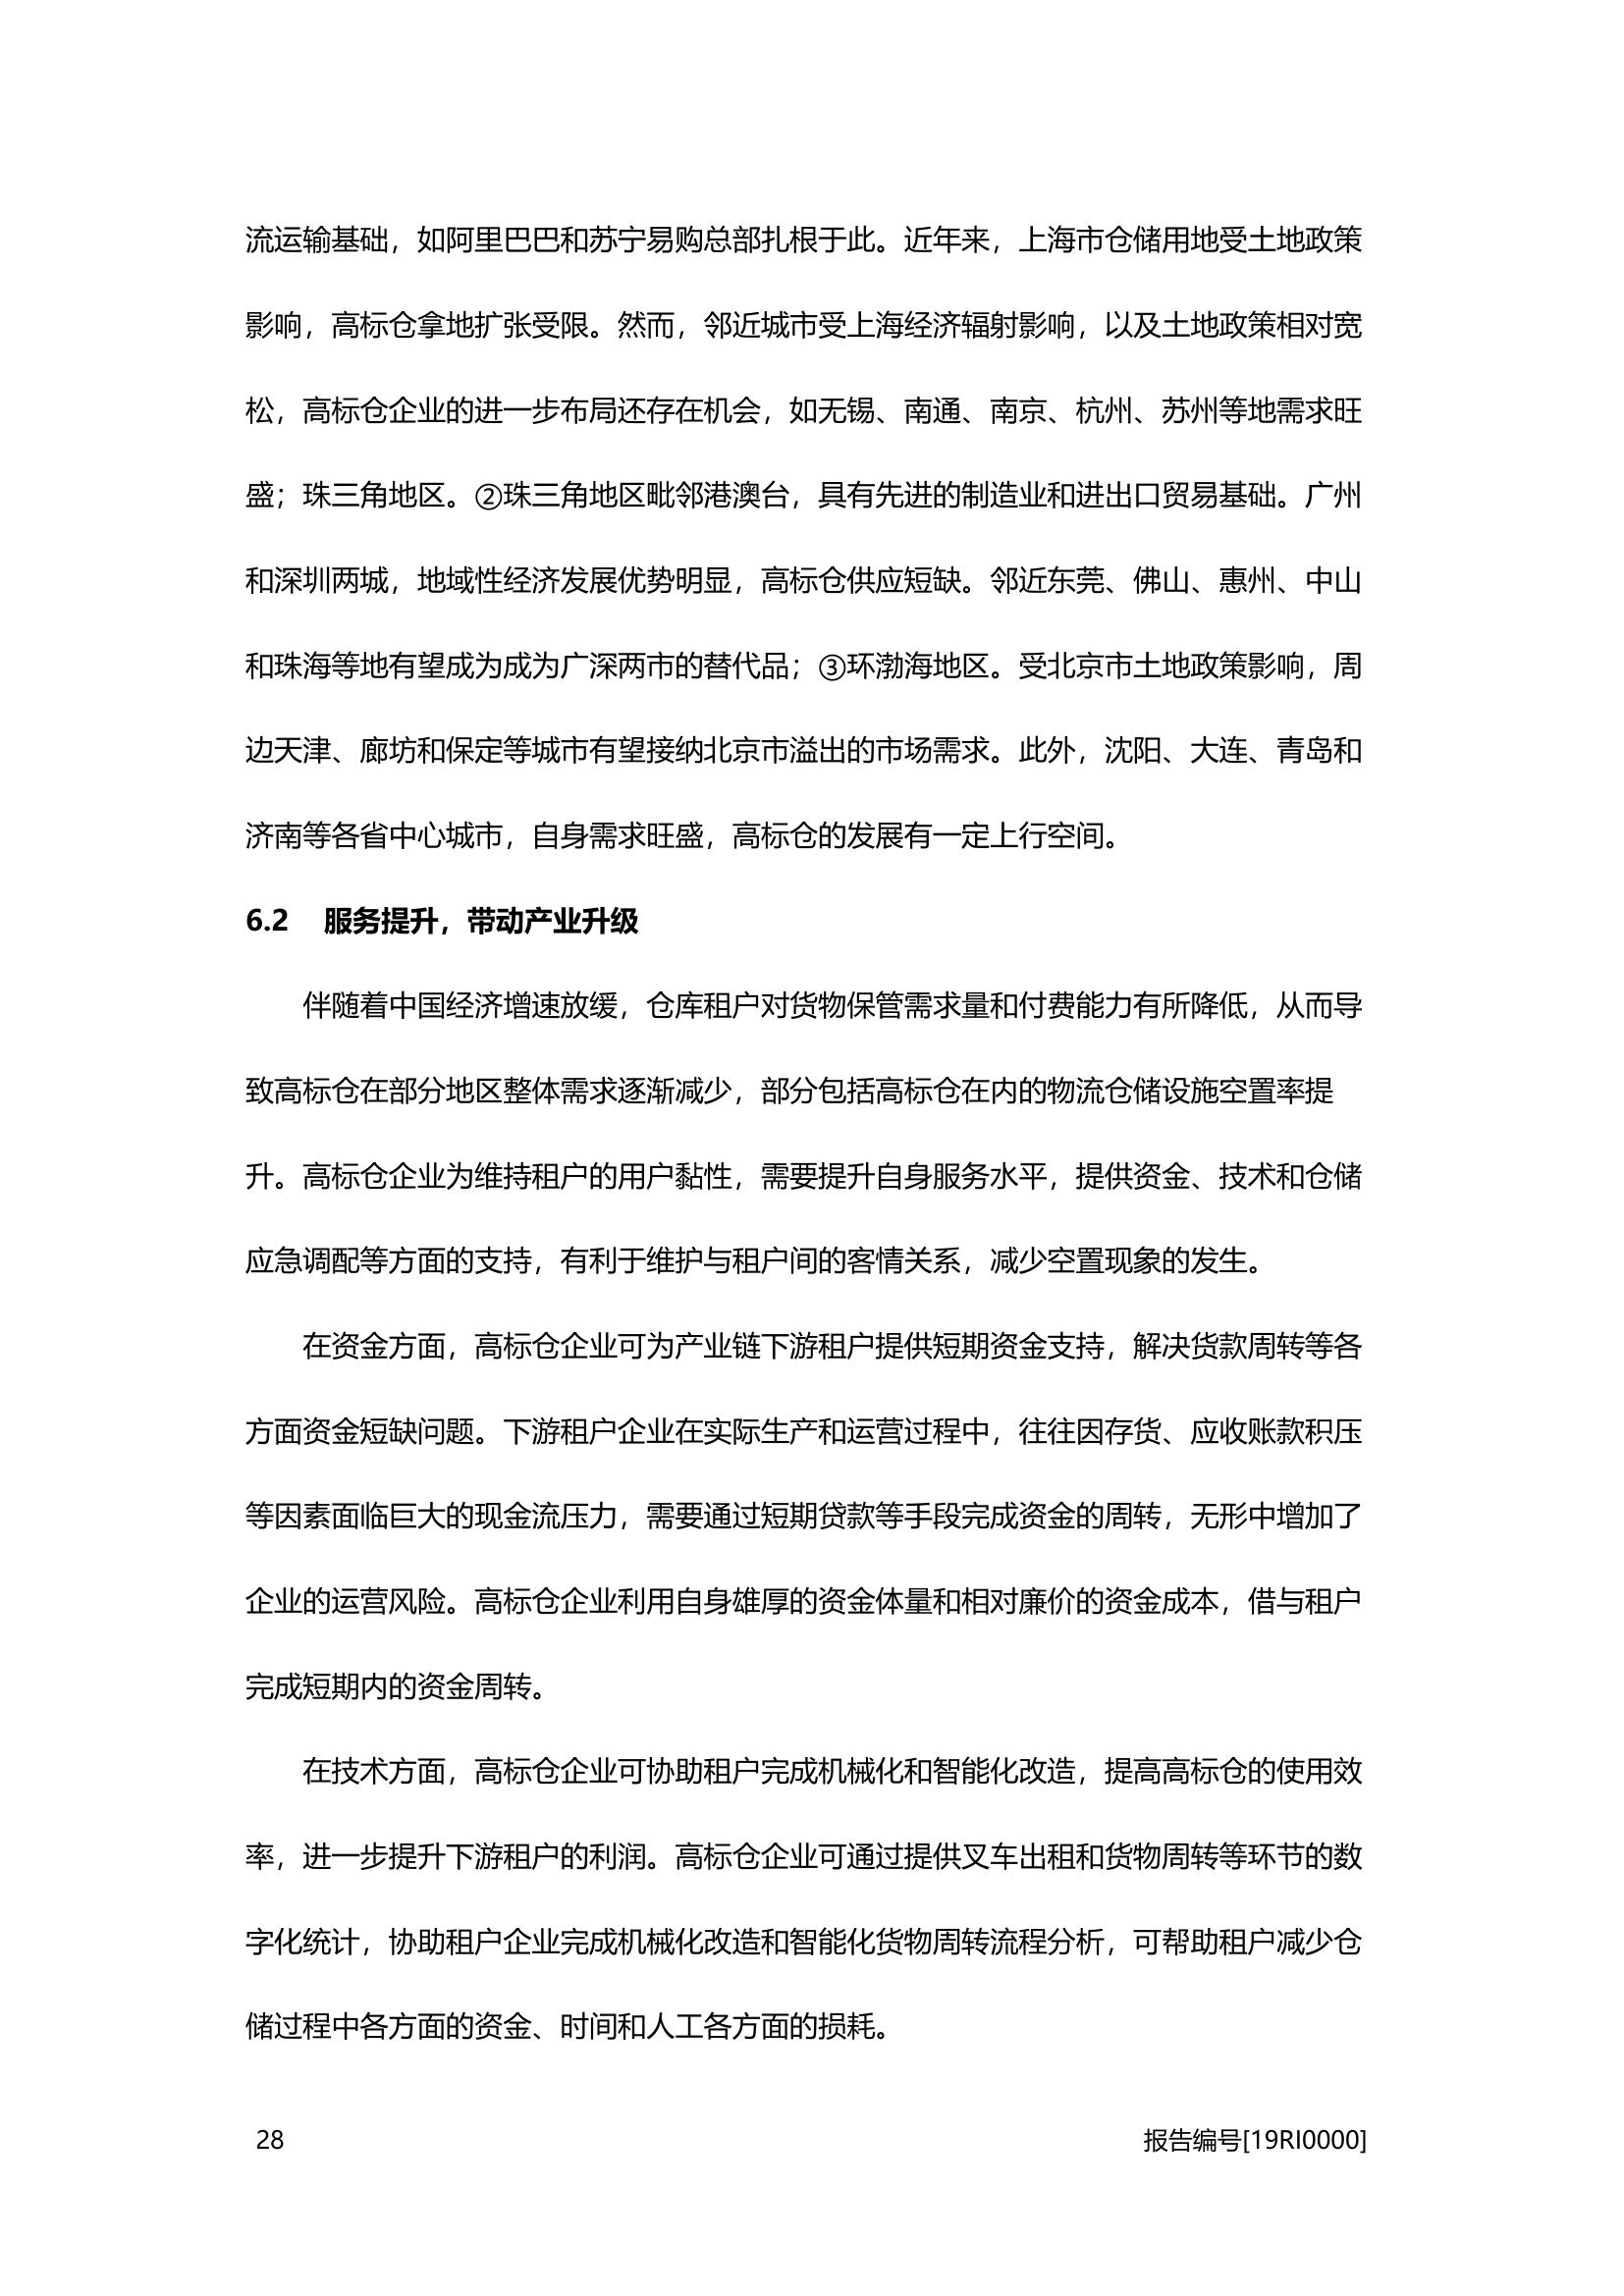 流运输基础，如阿里巴巴和苏宁易购总部扎根于此。近年来，上海市仓储用地受土地政策
影响，高标仓拿地扩张受限。然而，邻近城市受上海经济辐射影响，以及土地政策相对宽
松，高标仓企业的进一步布局还存在机会，如无锡、南通、南京、杭州、苏州等地需求旺
盛；珠三角地区。②珠三角地区毗邻港澳台，具有先进的制造业和进出口贸易基础。广州
和深圳两城，地域性经济发展优势明显，高标仓供应短缺。邻近东莞、佛山、惠州、中山
和珠海等地有望成为成为广深两市的替代品；③环渤海地区。受北京市土地政策影响，周
边天津、廊坊和保定等城市有望接纳北京市溢出的市场需求。此外，沈阳、大连、青岛和
济南等各省中心城市，自身需求旺盛，高标仓的发展有一定上行空间。
6.2 服务提升，带动产业升级
伴随着中国经济增速放缓，仓库租户对货物保管需求量和付费能力有所降低，从而导
致高标仓在部分地区整体需求逐渐减少，部分包括高标仓在内的物流仓储设施空置率提
升。高标仓企业为维持租户的用户黏性，需要提升自身服务水平，提供资金、技术和仓储
应急调配等方面的支持，有利于维护与租户间的客情关系，减少空置现象的发生。
在资金方面，高标仓企业可为产业链下游租户提供短期资金支持，解决货款周转等各
方面资金短缺问题。下游租户企业在实际生产和运营过程中，往往因存货、应收账款积压
等因素面临巨大的现金流压力，需要通过短期贷款等手段完成资金的周转，无形中增加了
企业的运营风险。高标仓企业利用自身雄厚的资金体量和相对廉价的资金成本，借与租户
完成短期内的资金周转。
在技术方面，高标仓企业可协助租户完成机械化和智能化改造，提高高标仓的使用效
率，进一步提升下游租户的利润。高标仓企业可通过提供叉车出租和货物周转等环节的数
字化统计，协助租户企业完成机械化改造和智能化货物周转流程分析，可帮助租户减少仓
储过程中各方面的资金、时间和人工各方面的损耗。
28 报告编号[19RI0000]